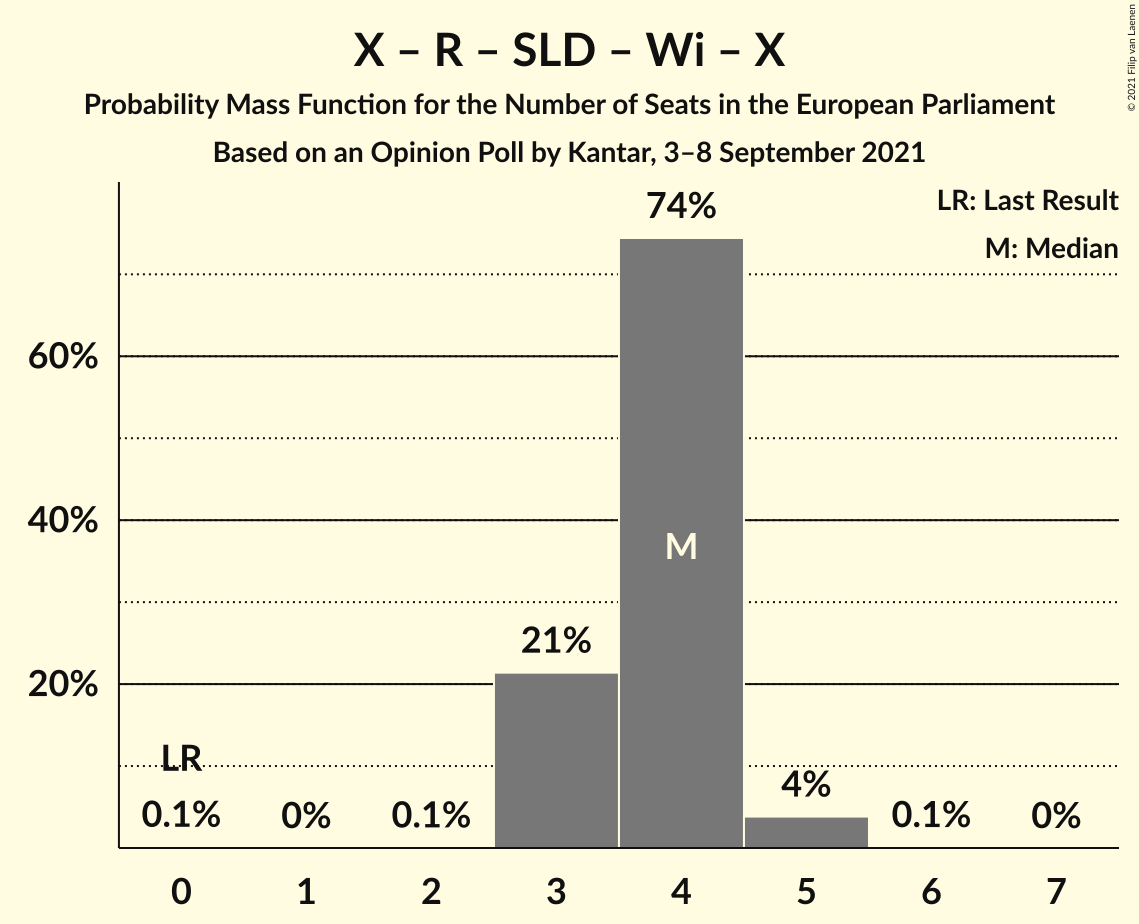 X – R – SLD – Wi – X
Probability Mass Function for the Number of Seats in the European Parliament
Based on an Opinion Poll by Kantar, 3–8 September 2021
© 2021 Filip van Laenen
LR: Last Result
M: Median
74%
60%
40%
M
21%
20%
LR
4%
0.1% 0% 0.1% 0.1% 0%
0 1 2 3 4 5 6 7